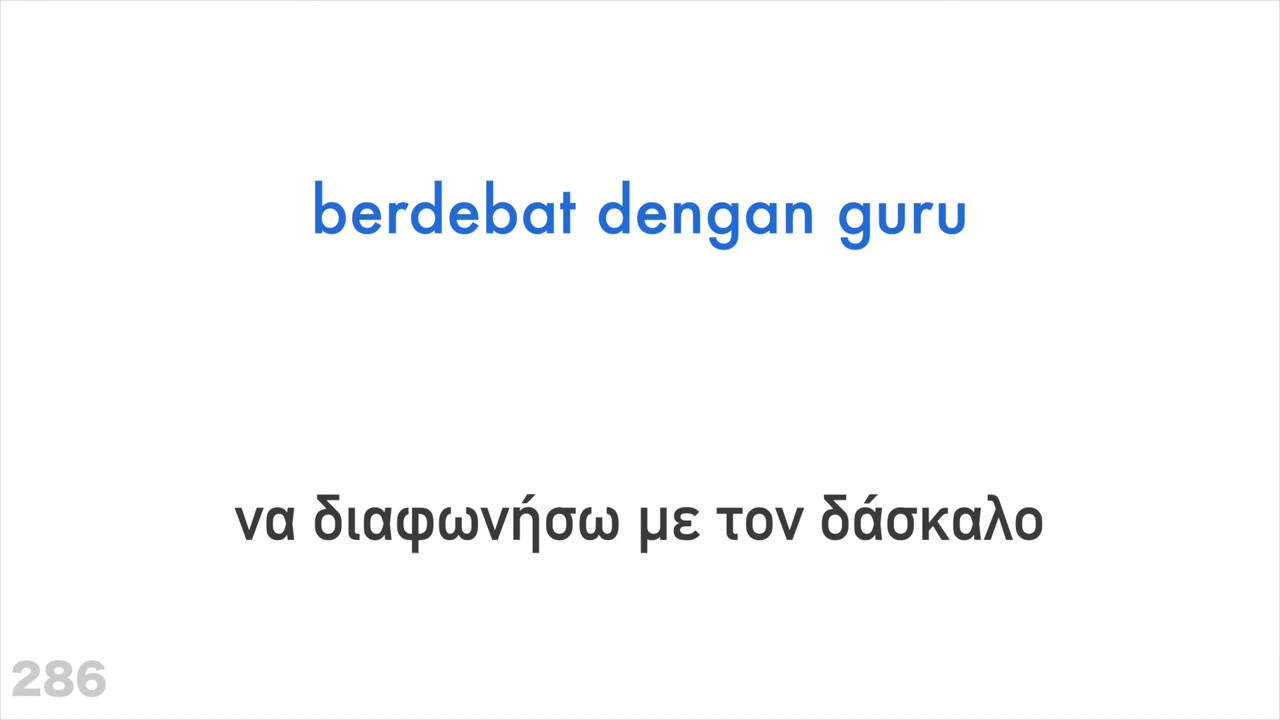 berdebat dengan guru
να διαφωνήσω με τον δάσκαλο
286